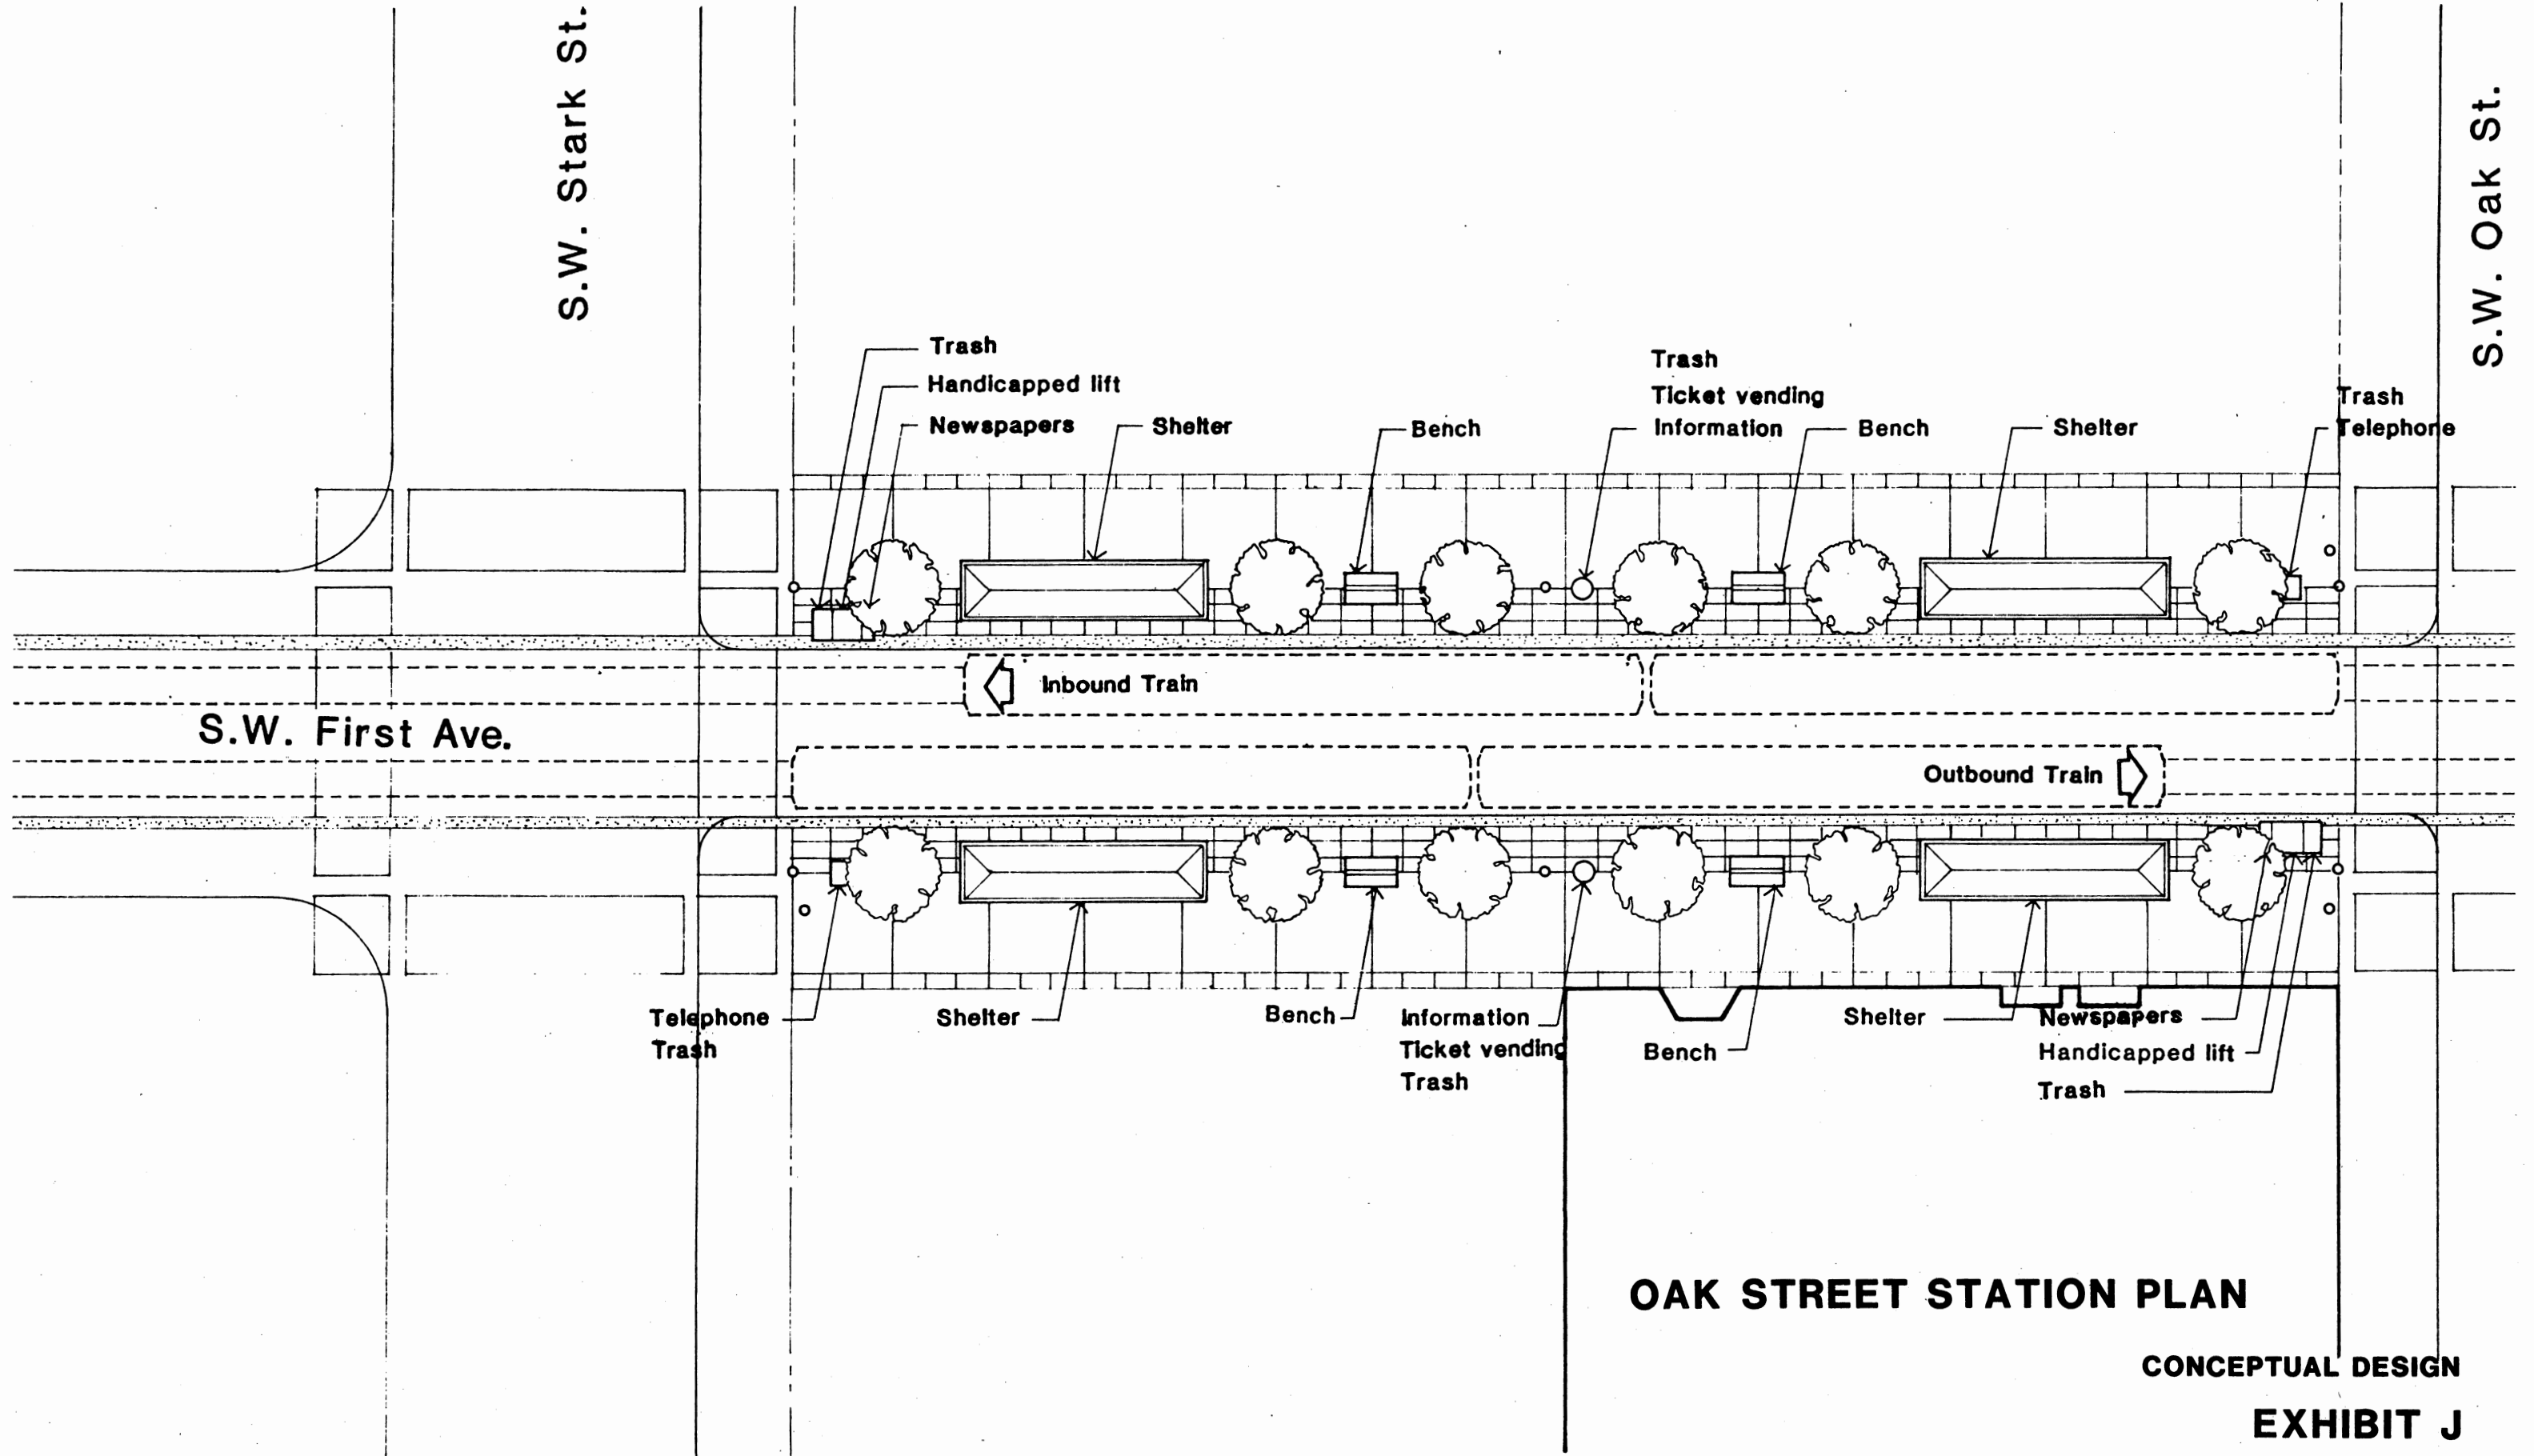 S.W. Stark St.
S.W. Oak St.
Trash
Handicapped lift
Newspapers
Shelter
Bench
Trash
Ticket vending
Information
Bench
Shelter
Trash
Telephone
Inbound Train
S.W. First Ave.
Outbound Train
Telephone
Trash
Shelter
Bench
Information
Ticket vending
Trash
Bench
Shelter
Newspapers
Handicapped lift
Trash
OAK STREET STATION PLAN
CONCEPTUAL DESIGN
EXHIBIT J